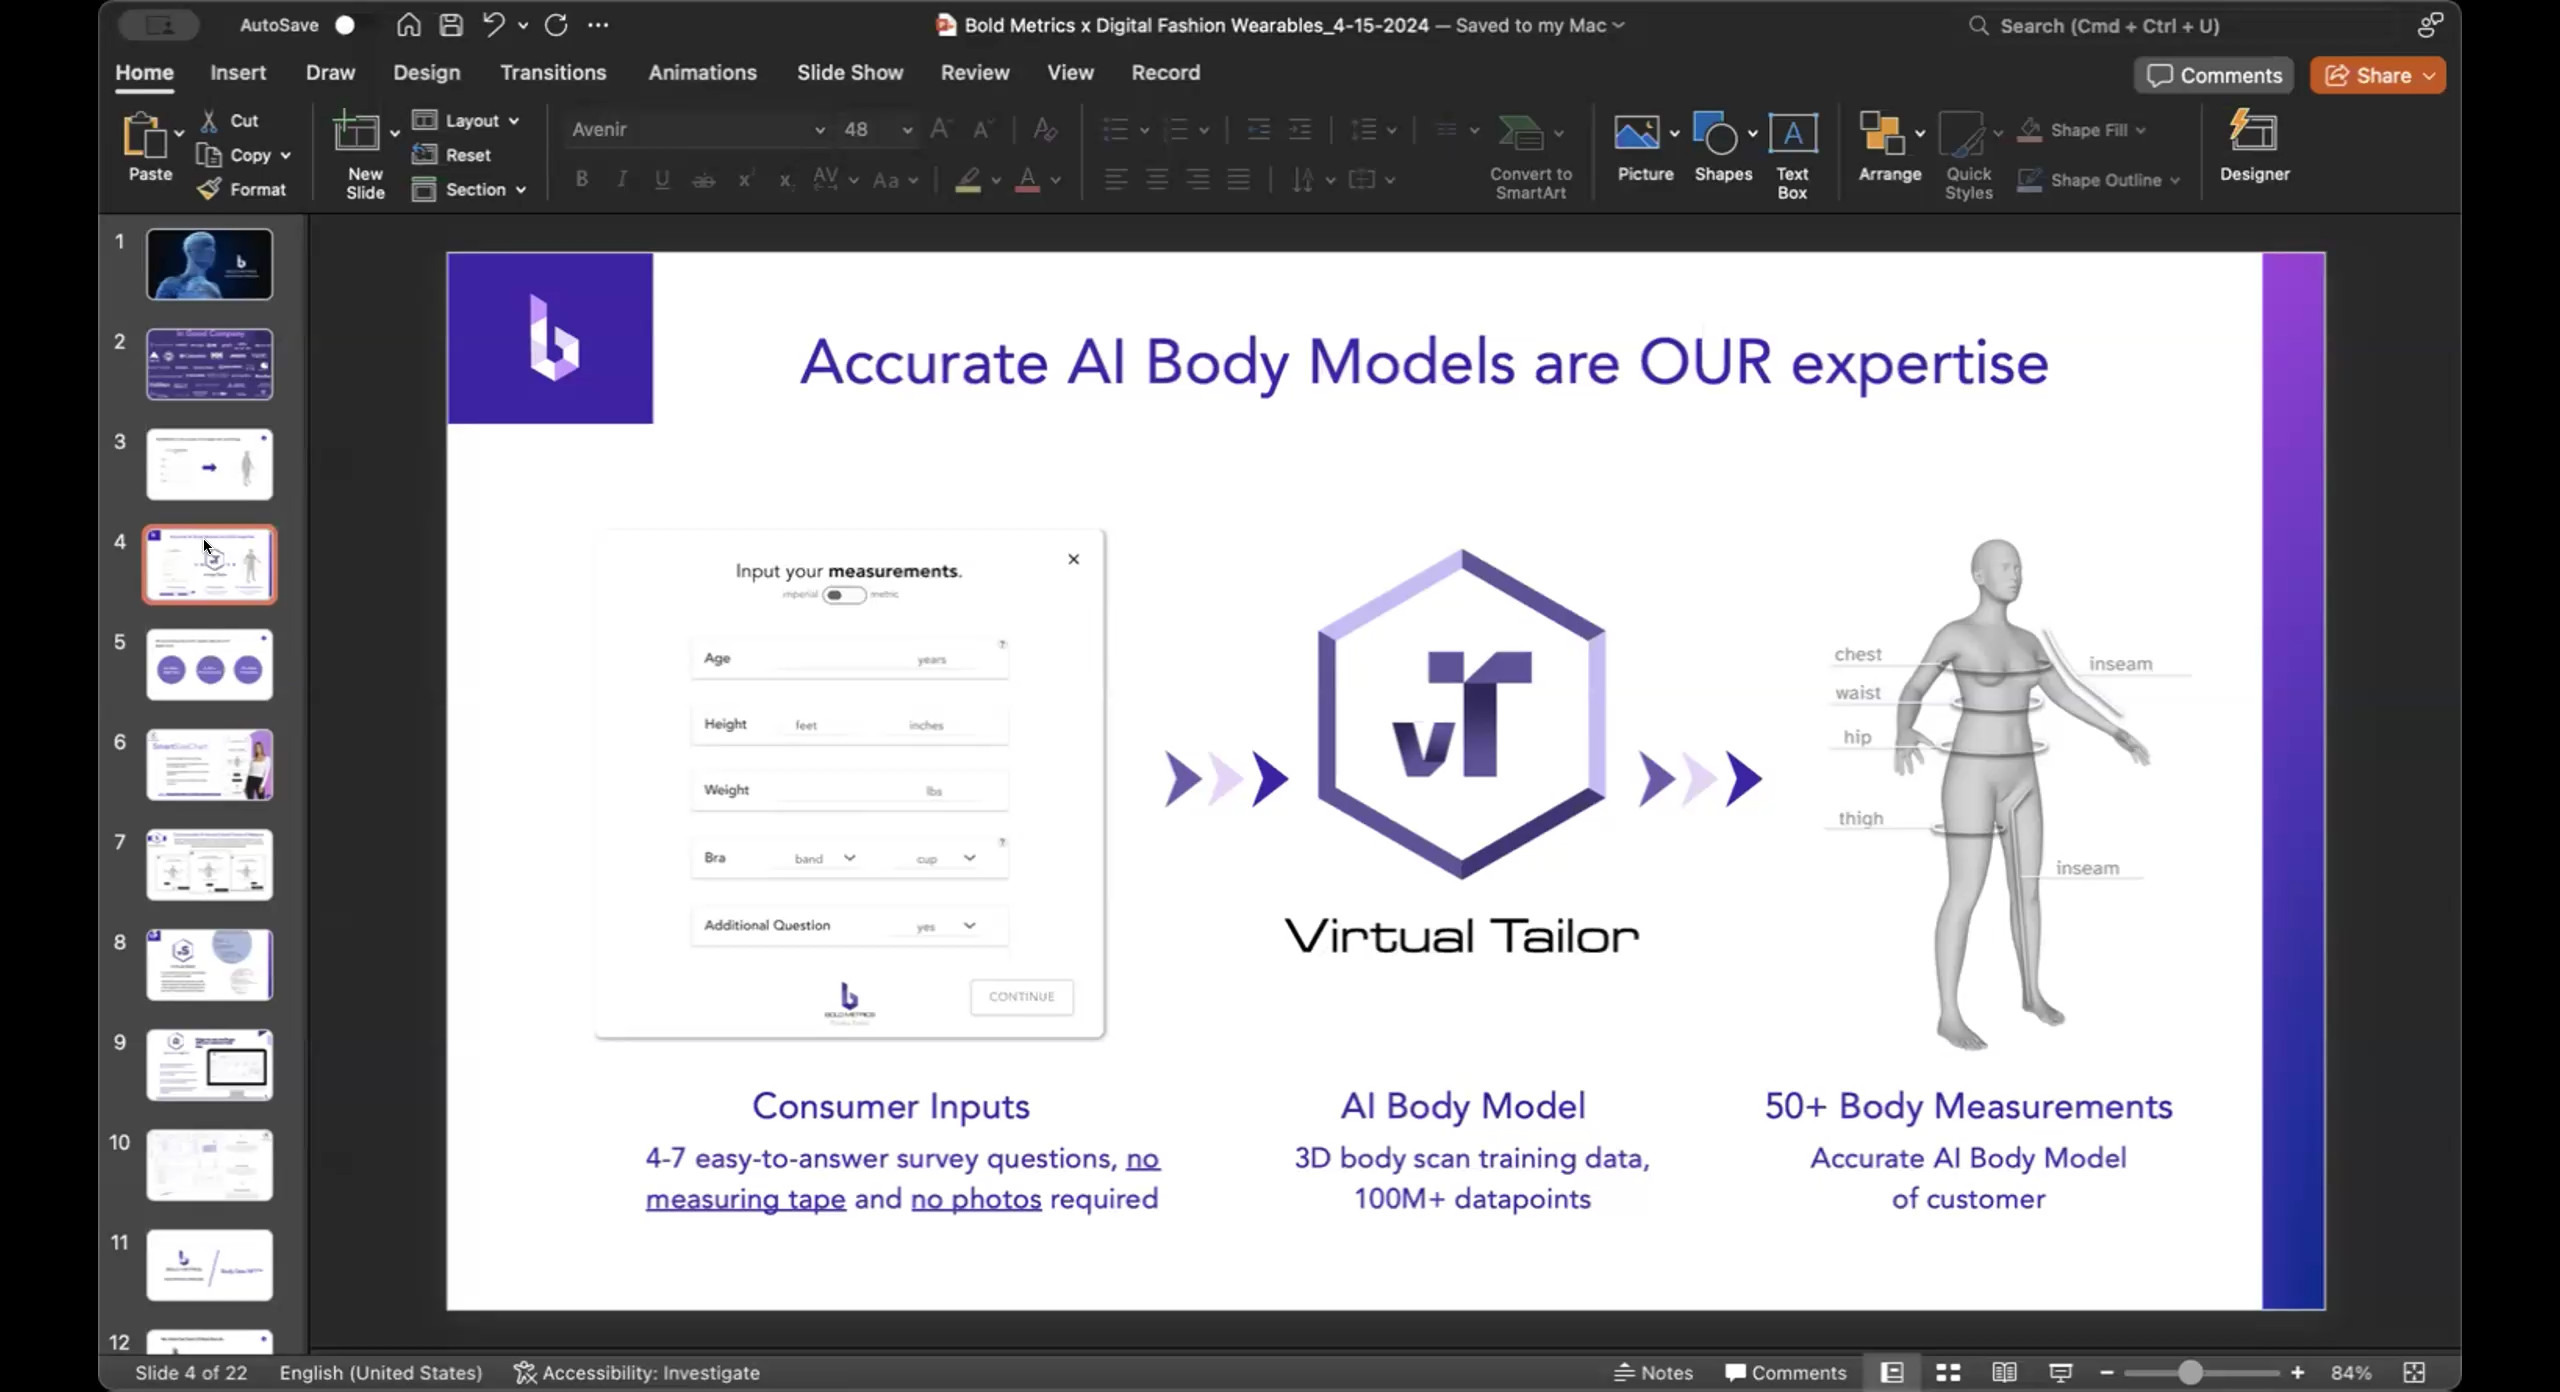 AutoSave
Bold Metrics x Digital Fashion Wearables_4-15-2024 — Saved to my Mac
Search (Cmd + Ctrl + U)
Home Insert Draw Design Transitions Animations Slide Show Review View Record
Comments
Share
Paste
Cut
Copy
Format
New
Slide
Layout
Reset
Section
Avenir
48
Convert to
SmartArt
Picture
Shapes
Text
Box
Arrange
Quick
Styles
Shape Fill
Shape Outline
Designer
1
2
In Good Company
3
4
5
6
SmartSizeChart
7
8
9
10
11
12
Accurate AI Body Models are OUR expertise
Input your measurements.
imperial metric
Age years ?
Height feet inches
Weight lbs
Bra band cup ?
Additional Question yes
BOLD METRICS
CONTINUE
vT
Virtual Tailor
chest
waist
hip
thigh
inseam
inseam
Consumer Inputs
4-7 easy-to-answer survey questions, no
measuring tape and no photos required
AI Body Model
3D body scan training data,
100M+ datapoints
50+ Body Measurements
Accurate AI Body Model
of customer
Slide 4 of 22 English (United States) Accessibility: Investigate
Notes Comments 84%